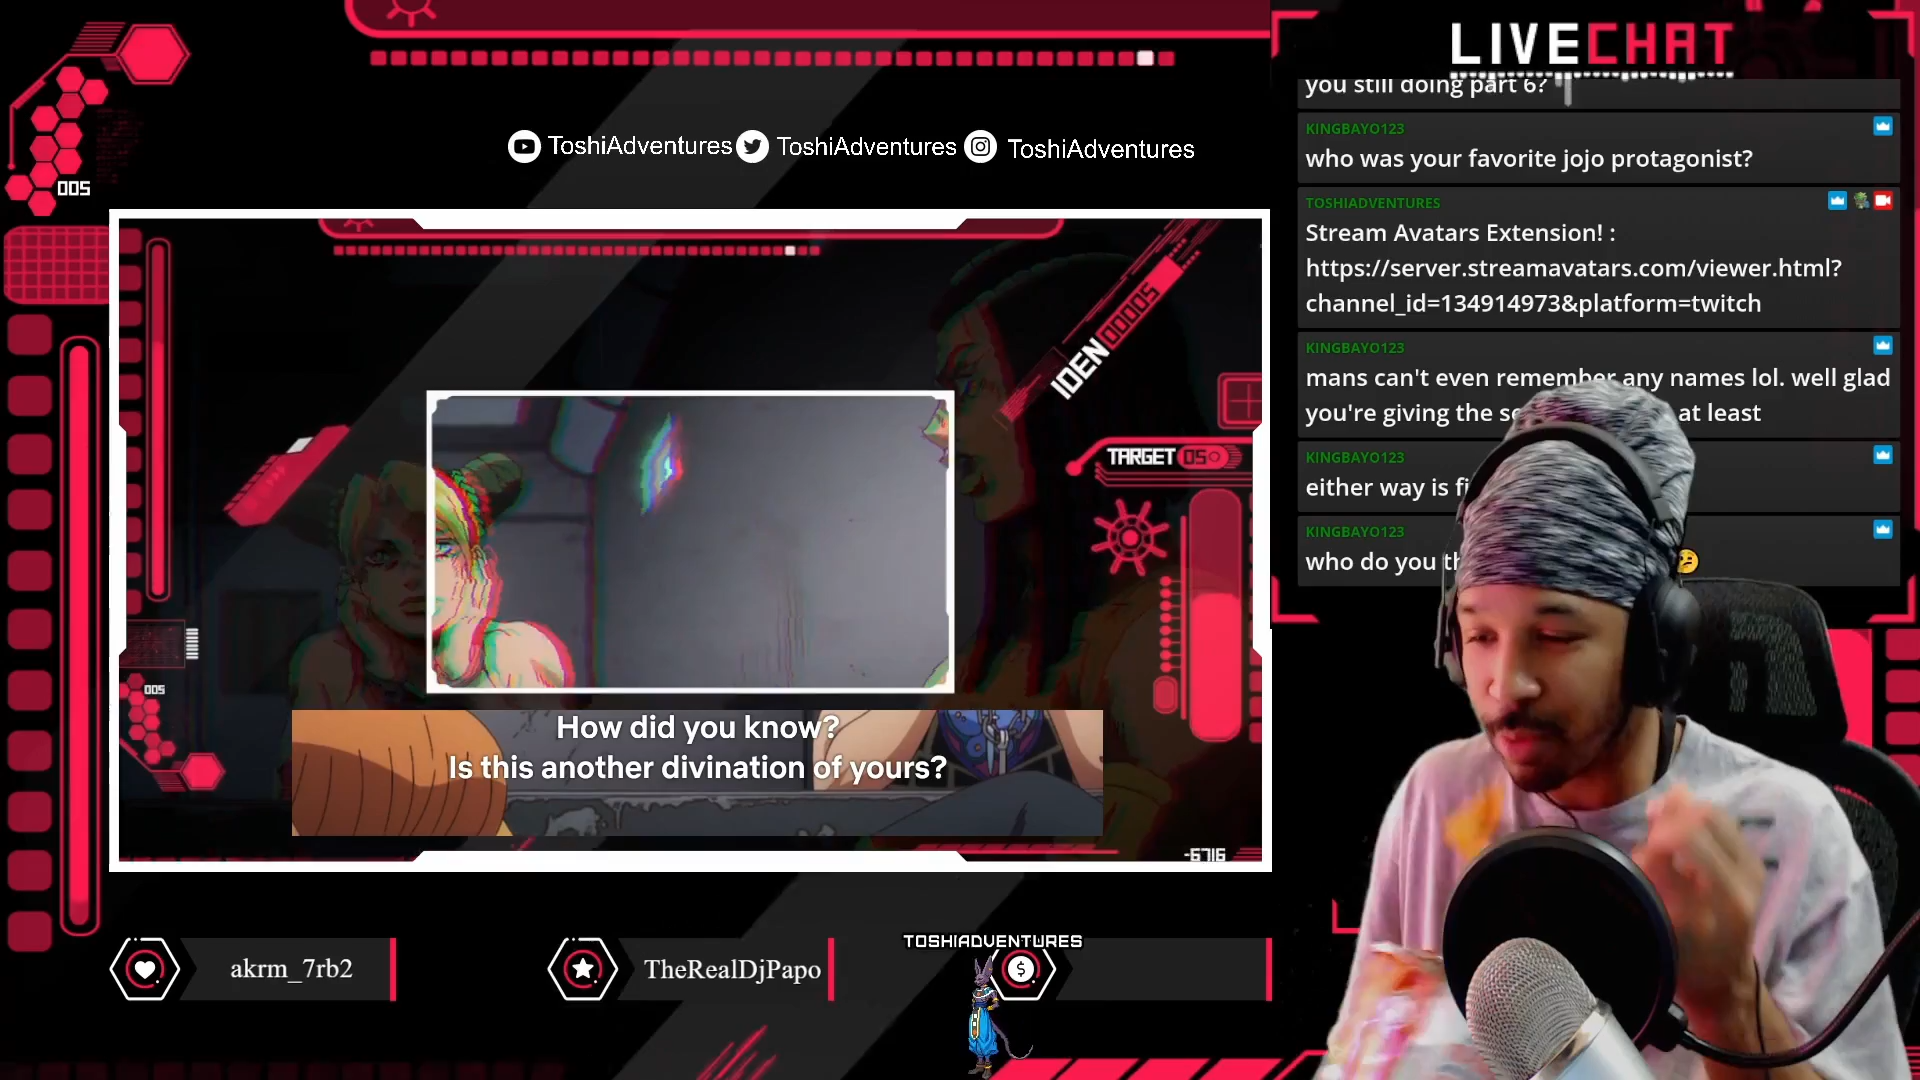 LIVECHAT
you still doing part 6?
KINGBAYO123
who was your favorite jojo protagonist?
TOSHIADVENTURES
Stream Avatars Extension! :
https://server.streamavatars.com/viewer.html?
channel_id=134914973&platform=twitch
KINGBAYO123
mans can't even remember any names lol. well glad
you're giving the at least
KINGBAYO123
either way is
KINGBAYO123
who do you
ToshiAdventures ToshiAdventures ToshiAdventures
005
IDEN 00005
TARGET 05
005
How did you know?
Is this another divination of yours?
-6716
akrm_7rb2
TheRealDjPapo
TOSHIADVENTURES